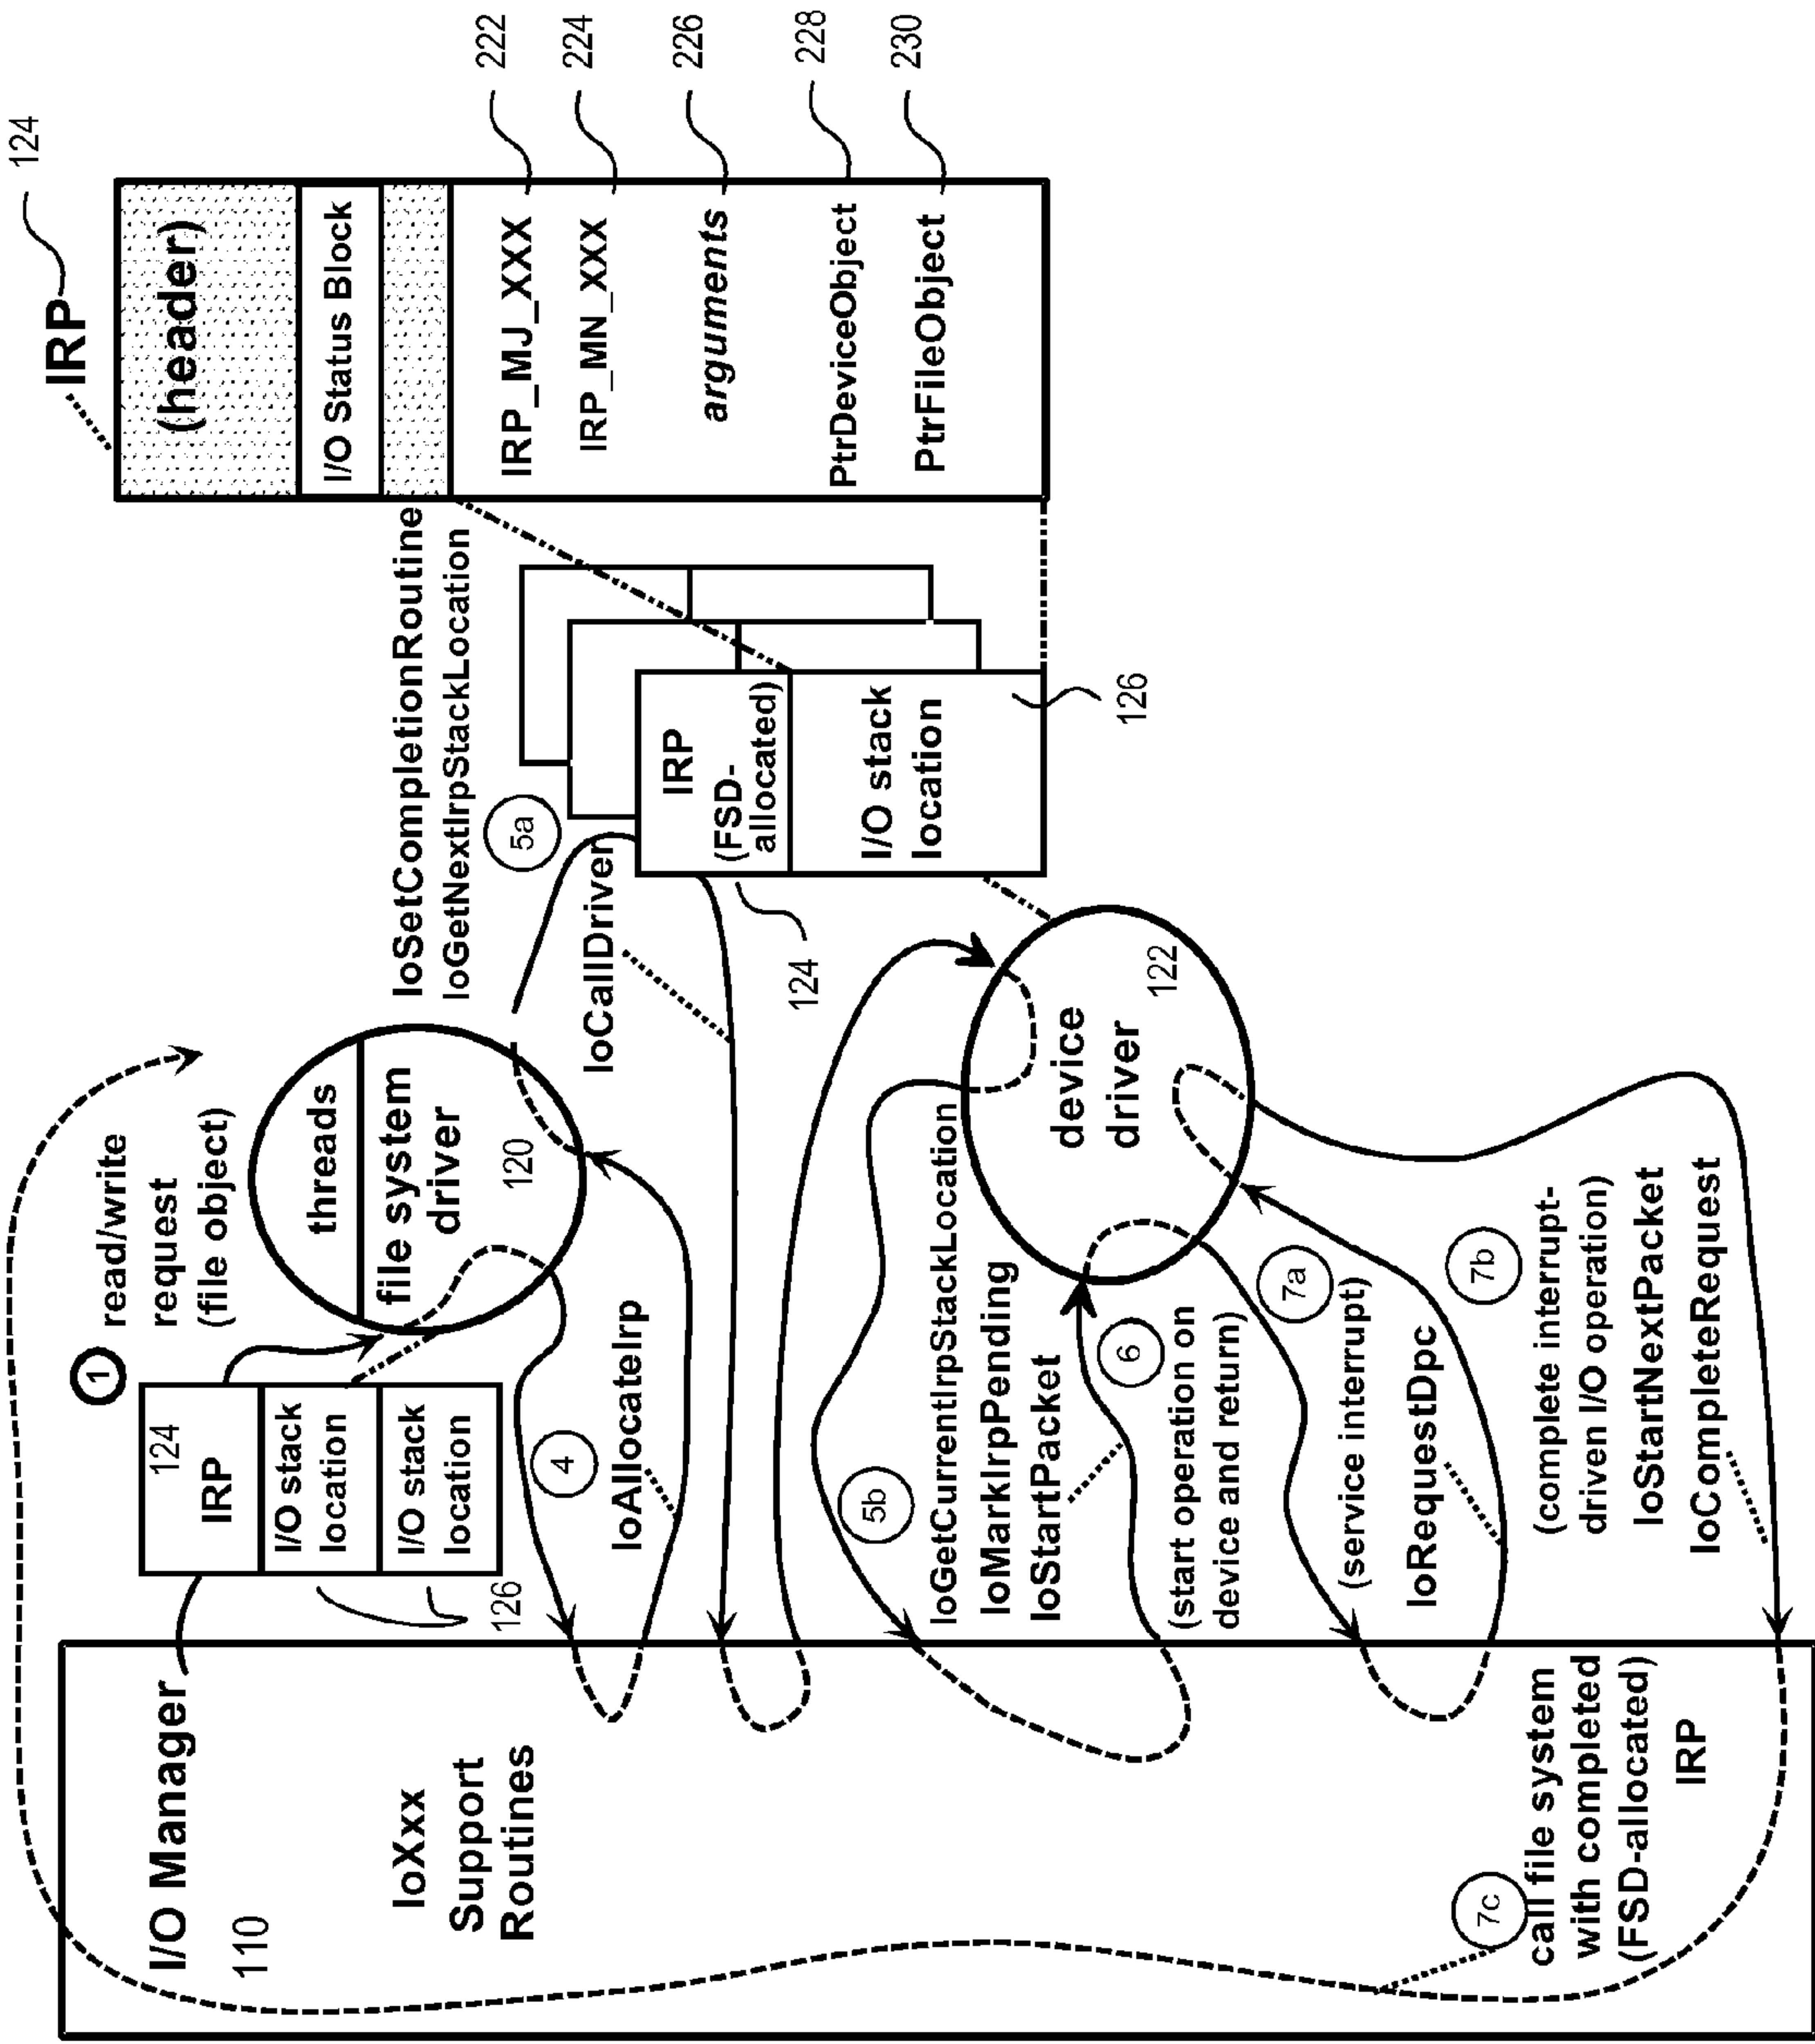 I/O Manager
110
IoXxx
Support
Routines
7c
call file system
with completed
(FSD-allocated)
IRP
1
read/write
request
(file object)
124
IRP
I/O stack
location
I/O stack
location
126
threads
file system
driver
120
4
IoAllocateIrp
IoSetCompletionRoutine
IoGetNextIrpStackLocation
5a
IoCallDriver
IRP
(FSD-
allocated)
I/O stack
location
124
126
5b
IoGetCurrentIrpStackLocation
IoMarkIrpPending
IoStartPacket
6
(start operation on
device and return)
device
driver
122
7a
(service interrupt)
IoRequestDpc
7b
(complete interrupt-
driven I/O operation)
IoStartNextPacket
IoCompleteRequest
IRP
124
(header)
I/O Status Block
IRP_MJ_XXX
222
IRP_MN_XXX
224
arguments
226
PtrDeviceObject
228
PtrFileObject
230